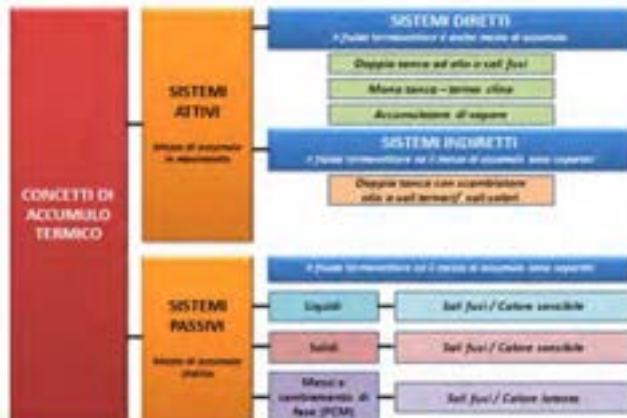 CONCETTI DI
ACCUMULO
TERMICO
SISTEMI
ATTIVI
Mezzo di accumulo
in movimento
SISTEMI DIRETTI
Il fluido termovettore è anche mezzo di accumulo
Doppio tanca ad olio o sali fusi
Mono tanca – termo clina
Accumulatore di vapore
SISTEMI INDIRETTI
Il fluido termovettore ed il mezzo di accumulo sono separati
Doppio tanca con scambiatore
olio o sali ternari/ sali solari
SISTEMI
PASSIVI
Mezzo di accumulo
statico
Il fluido termovettore ed il mezzo di accumulo sono separati
Liquidi
Sali fusi / Calore sensibile
Solidi
Sali fusi / Calore sensibile
Mezzi a
cambiamento di
fase (PCM)
Sali fusi / Calore latente